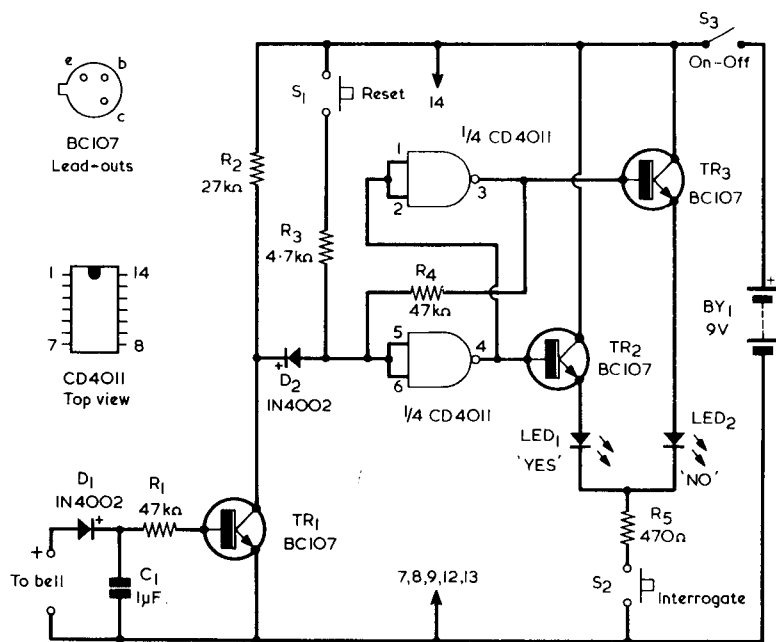 e
b
c
BC107
Lead-outs
1
14
7
8
CD4011
Top view
S1
Reset
14
S3
On-Off
1/4 CD4011
1
2
3
R2
27kΩ
TR3
BC107
R3
4.7kΩ
R4
47kΩ
BY1
9V
+
5
6
4
TR2
BC107
+
D2
IN4002
1/4 CD4011
LED1
'YES'
LED2
'NO'
D1
IN4002
+
R1
47kΩ
TR1
BC107
R5
470Ω
+
To bell
C1
1µF
7,8,9,12,13
S2
Interrogate